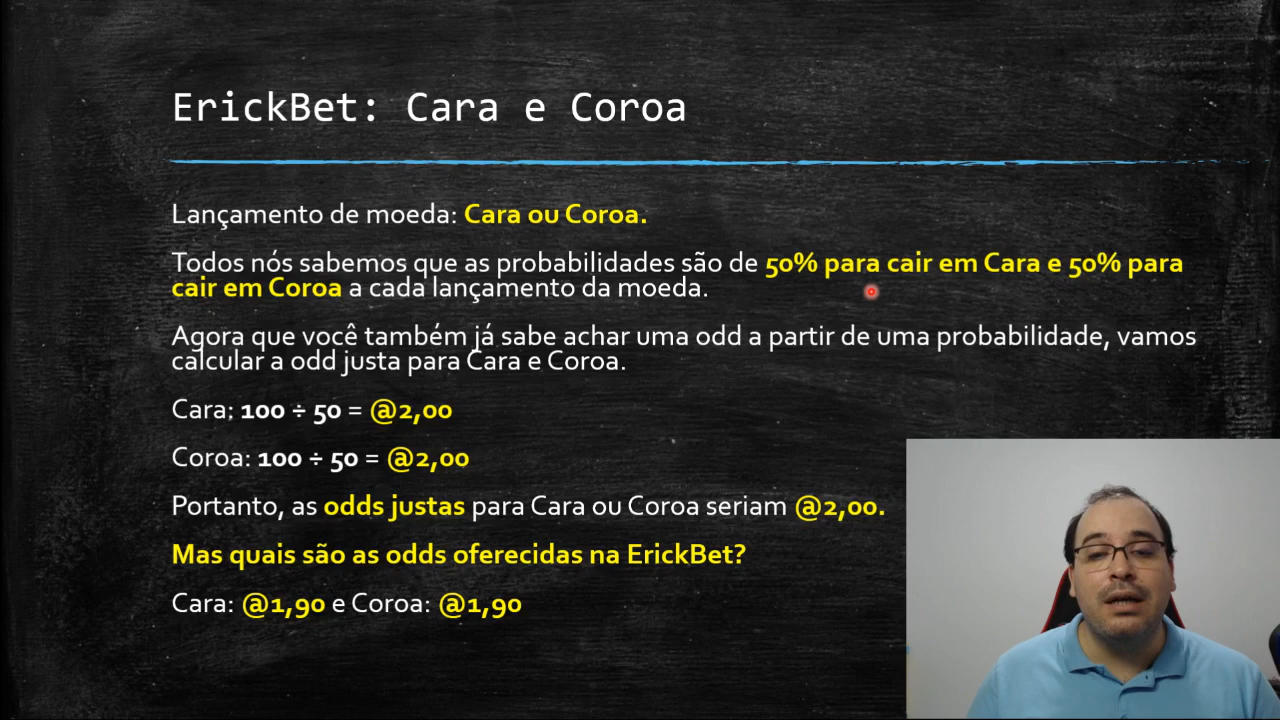 ErickBet: Cara e Coroa
Lançamento de moeda: Cara ou Coroa.
Todos nós sabemos que as probabilidades são de 50% para cair em Cara e 50% para
cair em Coroa a cada lançamento da moeda.
Agora que você também já sabe achar uma odd a partir de uma probabilidade, vamos
calcular a odd justa para Cara e Coroa.
Cara: 100 ÷ 50 = @2,00
Coroa: 100 ÷ 50 = @2,00
Portanto, as odds justas para Cara ou Coroa seriam @2,00.
Mas quais são as odds oferecidas na ErickBet?
Cara: @1,90 e Coroa: @1,90